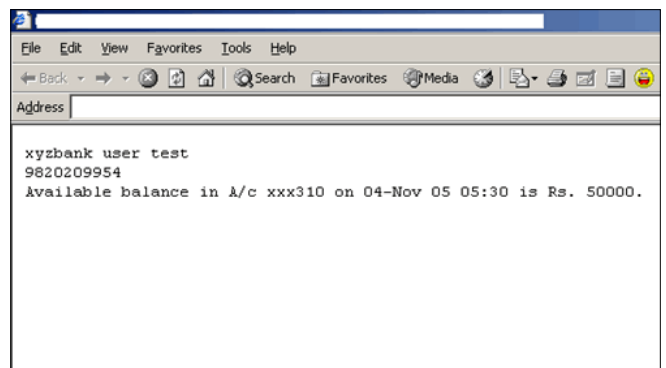 File Edit View Favorites Tools Help
Back Search Favorites Media
Address
xyzbank user test
9820209954
Available balance in A/c xxx310 on 04-Nov 05 05:30 is Rs. 50000.